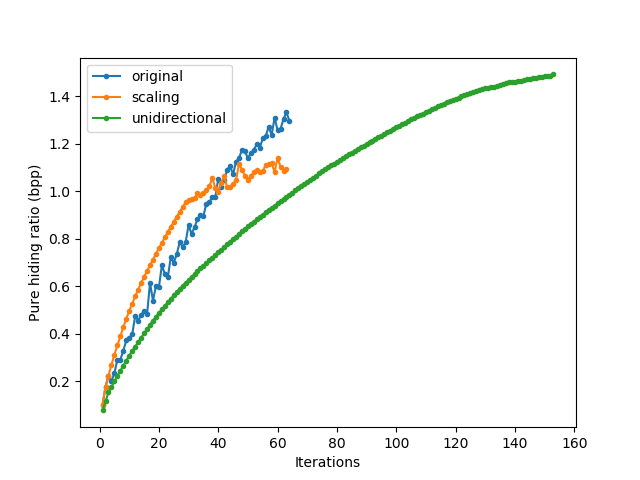 original
scaling
unidirectional
Pure hiding ratio (bpp)
1.4
1.2
1.0
0.8
0.6
0.4
0.2
0 20 40 60 80 100 120 140 160
Iterations